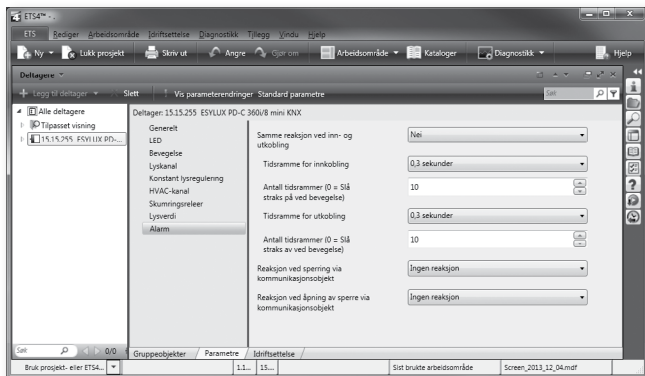 ETS4™ - .
ETS Rediger Arbeidsområde Idriftsettelse Diagnostikk Tillegg Vindu Hjelp
Ny Lukk prosjekt Skriv ut Angre Gjør om Arbeidsområde Kataloger Diagnostikk Hjelp
Deltagere
Legg til deltager Slett Vis parameterendringer Standard parametre Søk
Alle deltagere
Tilpasset visning
15.15.255 ESYLUX PD-...
Deltager: 15.15.255 ESYLUX PD-C 360i/8 mini KNX
Generelt
LED
Bevegelse
Lyskanal
Konstant lysregulering
HVAC-kanal
Skumringsreleer
Lysverdi
Alarm
Samme reaksjon ved inn- og utkobling Nei
Tidsramme for innkobling 0,3 sekunder
Antall tidsrammer (0 = Slå straks på ved bevegelse) 10
Tidsramme for utkobling 0,3 sekunder
Antall tidsrammer (0 = Slå straks av ved bevegelse) 10
Reaksjon ved sperring via kommunikasjonsobjekt Ingen reaksjon
Reaksjon ved åpning av sperre via kommunikasjonsobjekt Ingen reaksjon
Søk 0/0
Gruppeobjekter Parametre Idriftsettelse
Bruk prosjekt- eller ETS4... 1.1... 15... Sist brukte arbeidsområde Screen_2013_12_04.mdf